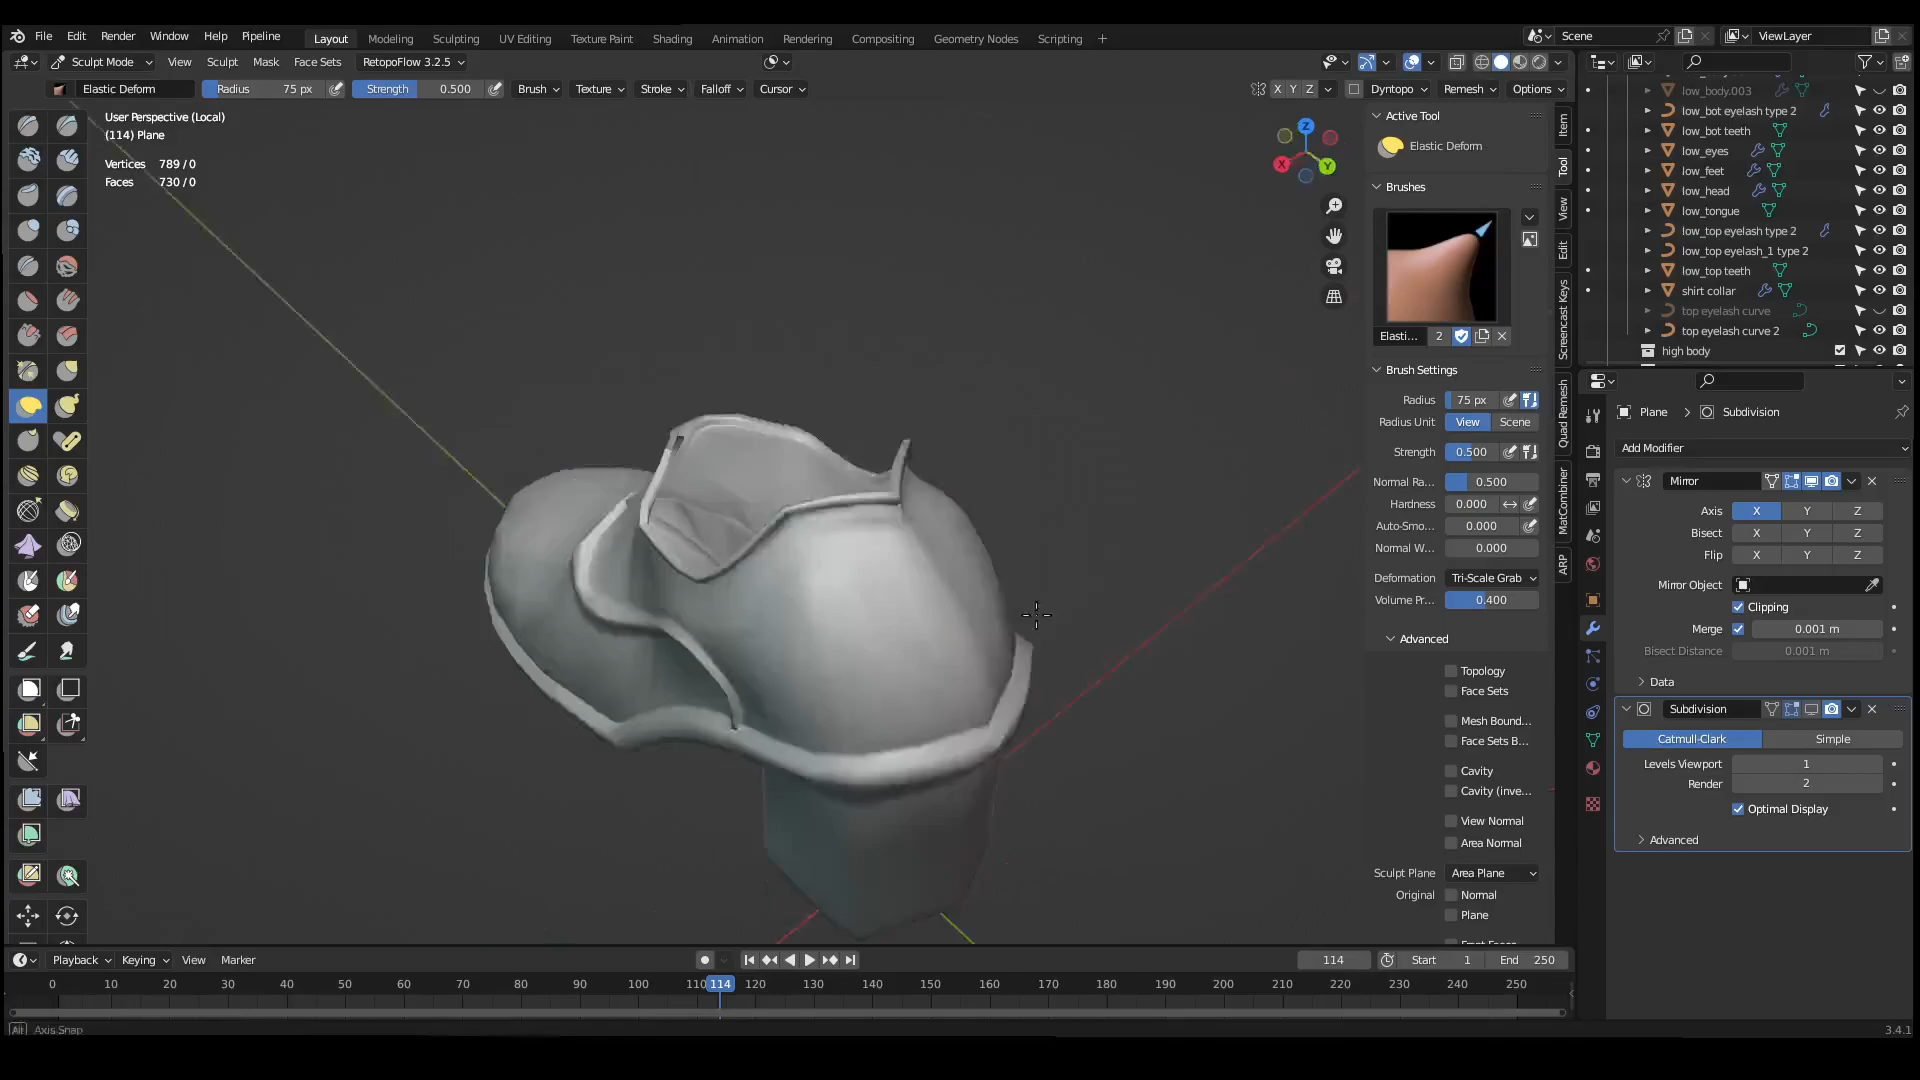 File Edit Render Window Help Pipeline Layout Modeling Sculpting UV Editing Texture Paint Shading Animation Rendering Compositing Geometry Nodes Scripting + Scene ViewLayer
Sculpt Mode View Sculpt Mask Face Sets RetopoFlow 3.2.5
Elastic Deform Radius 75 px Strength 0.500 Brush Texture Stroke Falloff Cursor X Y Z Dyntopo Remesh Options
User Perspective (Local)
(114) Plane
Vertices 789 / 0
Faces 730 / 0
Z
X
Y
Active Tool
Elastic Deform
Brushes
Elasti... 2
Brush Settings
Radius 75 px
Radius Unit View Scene
Strength 0.500
Normal Ra... 0.500
Hardness 0.000
Auto-Smo... 0.000
Normal W... 0.000
Deformation Tri-Scale Grab
Volume Pr... 0.400
Advanced
Topology
Face Sets
Mesh Bound...
Face Sets B...
Cavity
Cavity (inve...
View Normal
Area Normal
Sculpt Plane Area Plane
Original Normal
Plane
Item
Tool
View
Edit
Screencast Keys
Quad Remesh
MatCombiner
ARP
low_body.003
low_bot eyelash type 2
low_bot teeth
low_eyes
low_feet
low_head
low_tongue
low_top eyelash type 2
low_top eyelash_1 type 2
low_top teeth
shirt collar
top eyelash curve
top eyelash curve 2
high body
Plane > Subdivision
Add Modifier
Mirror
Axis X Y Z
Bisect X Y Z
Flip X Y Z
Mirror Object
Clipping
Merge 0.001 m
Bisect Distance 0.001 m
Data
Subdivision
Catmull-Clark Simple
Levels Viewport 1
Render 2
Optimal Display
Advanced
Playback Keying View Marker 114 Start 1 End 250
0 10 20 30 40 50 60 70 80 90 100 110 114 120 130 140 150 160 170 180 190 200 210 220 230 240 250
Alt Axis Snap 3.4.1